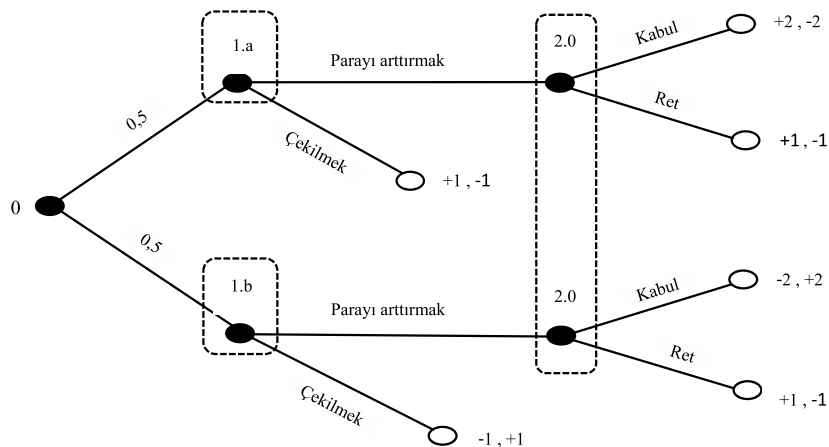 +2 , -2
Kabul
1.a
2.0
Parayı arttırmak
Ret
0,5
+1 , -1
Çekilmek
+1 , -1
0
0,5
1.b
2.0
Kabul
-2 , +2
Parayı arttırmak
Ret
Çekilmek
+1 , -1
-1 , +1